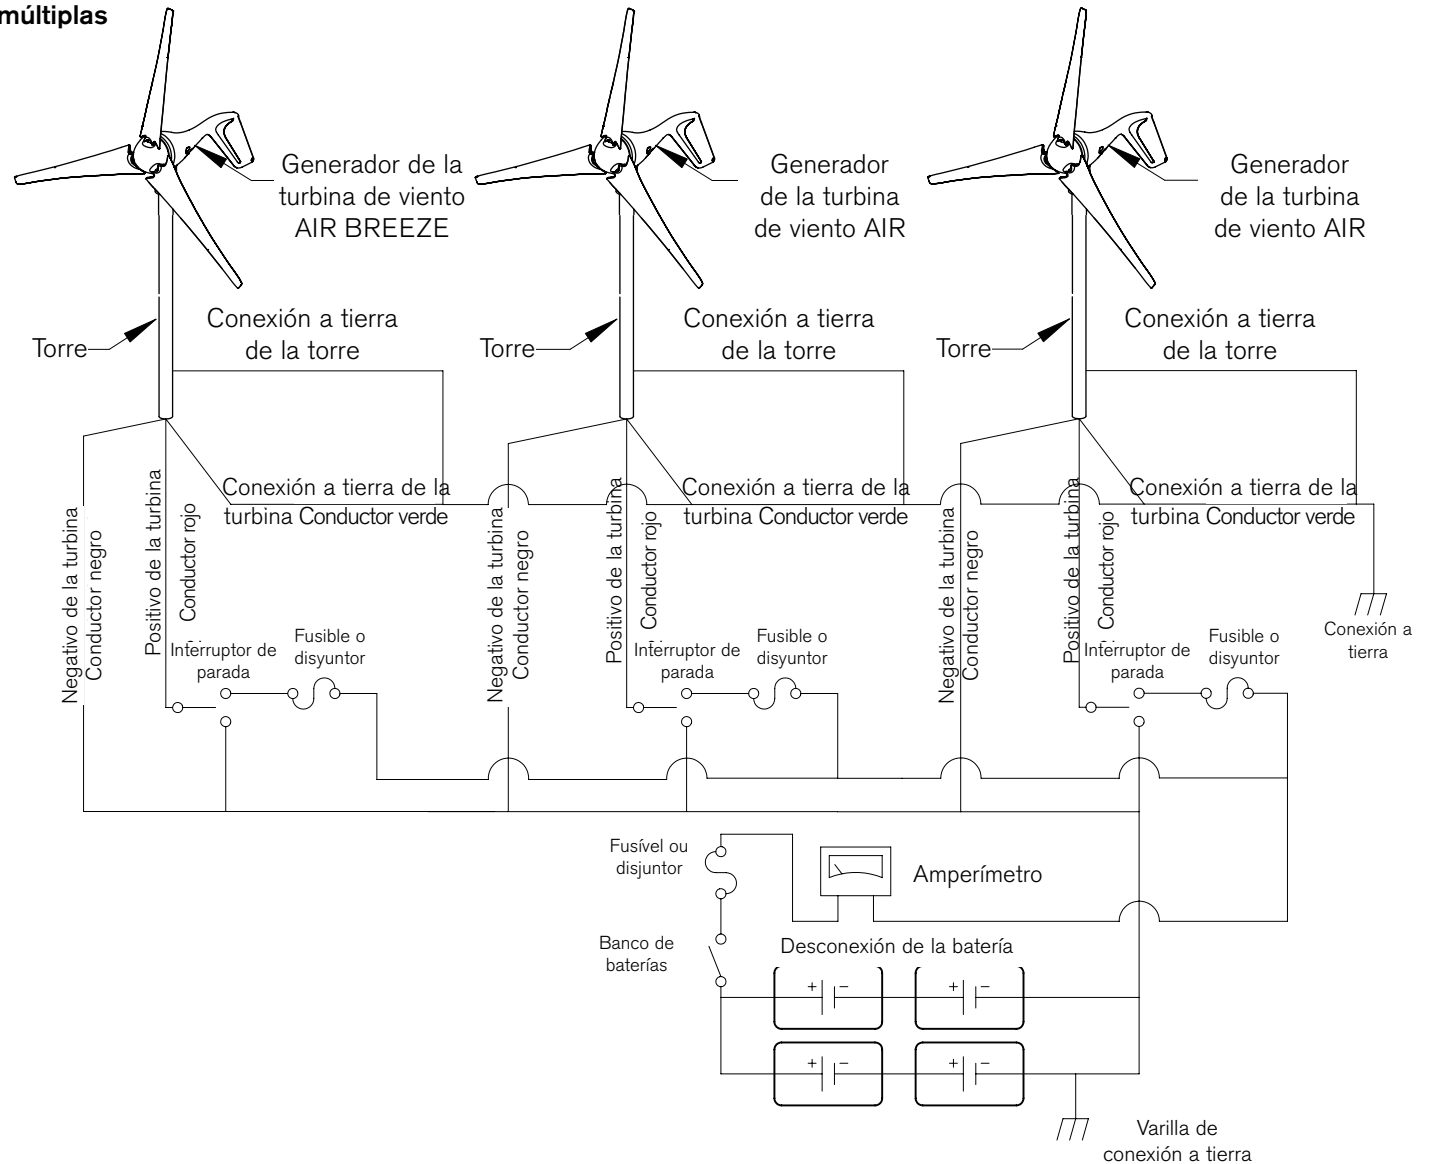 múltiplas
Generador de la
turbina de viento
AIR BREEZE
Generador
de la turbina
de viento AIR
Generador
de la turbina
de viento AIR
Torre
Conexión a tierra
de la torre
Torre
Conexión a tierra
de la torre
Torre
Conexión a tierra
de la torre
Negativo de la turbina
Conductor negro
Positivo de la turbina
Conductor rojo
Conexión a tierra de la
turbina Conductor verde
Negativo de la turbina
Conductor negro
Positivo de la turbina
Conductor rojo
Conexión a tierra de la
turbina Conductor verde
Negativo de la turbina
Conductor negro
Positivo de la turbina
Conductor rojo
Conexión a tierra de la
turbina Conductor verde
Interruptor de
parada
Fusible o
disyuntor
Interruptor de
parada
Fusible o
disyuntor
Interruptor de
parada
Fusible o
disyuntor
Conexión a
tierra
Fusível ou
disjuntor
Amperímetro
Banco de
baterías
Desconexión de la batería
+ − + −
+ − + −
Varilla de
conexión a tierra